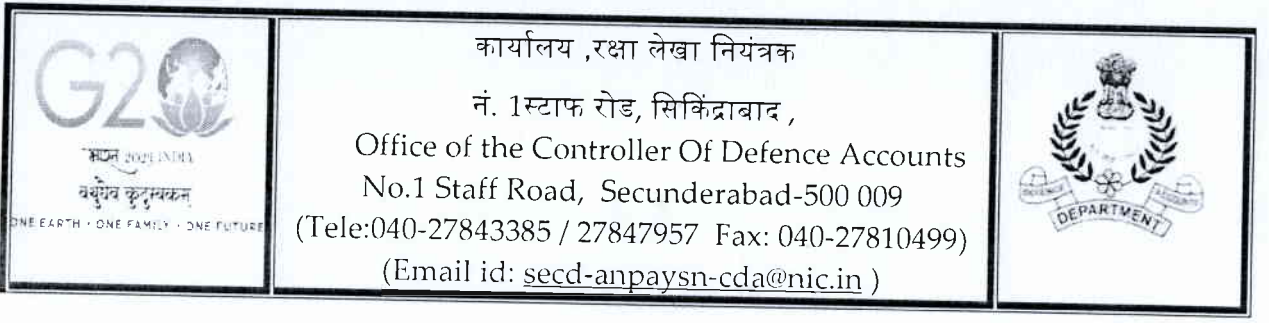 G20
भारत 2023 INDIA
वसुधैव कुटुम्बकम्
ONE EARTH · ONE FAMILY · ONE FUTURE
कार्यालय ,रक्षा लेखा नियंत्रक
नं. 1स्टाफ रोड, सिकिंद्राबाद ,
Office of the Controller Of Defence Accounts
No.1 Staff Road, Secunderabad-500 009
(Tele:040-27843385 / 27847957 Fax: 040-27810499)
(Email id: secd-anpaysn-cda@nic.in )
DEFENCE ACCOUNTS
DEPARTMENT